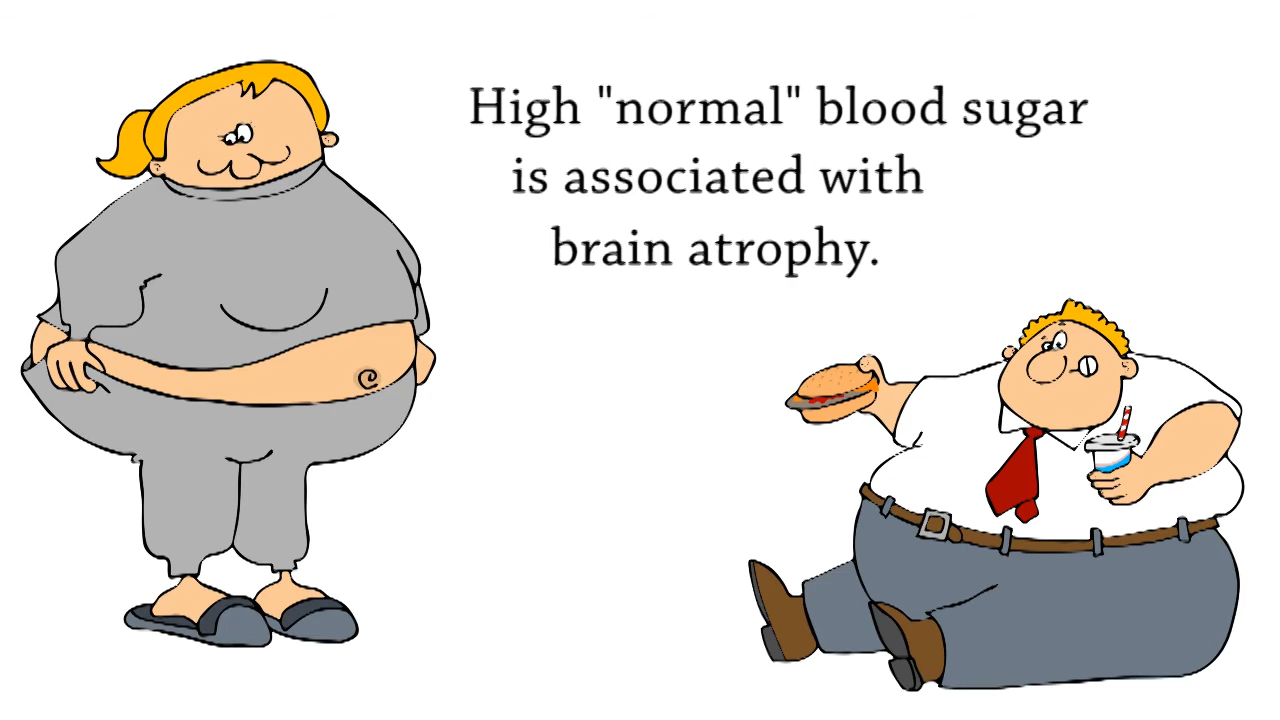 High "normal" blood sugar
is associated with
brain atrophy.